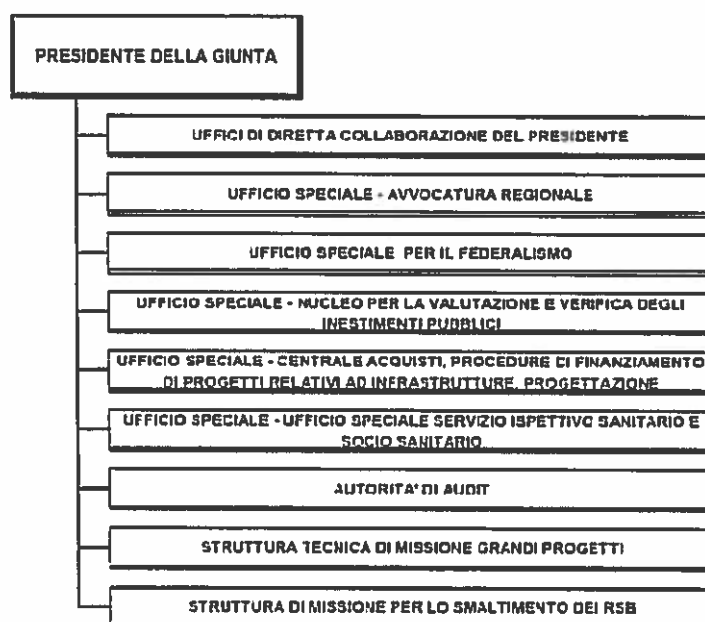 PRESIDENTE DELLA GIUNTA
UFFICI DI DIRETTA COLLABORAZIONE DEL PRESIDENTE
UFFICIO SPECIALE - AVVOCATURA REGIONALE
UFFICIO SPECIALE PER IL FEDERALISMO
UFFICIO SPECIALE - NUCLEO PER LA VALUTAZIONE E VERIFICA DEGLI
INESTIMENTI PUBBLICI
UFFICIO SPECIALE - CENTRALE ACQUISTI, PROCEDURE DI FINANZIAMENTO
DI PROGETTI RELATIVI AD INFRASTRUTTURE, PROGETTAZIONE
UFFICIO SPECIALE - UFFICIO SPECIALE SERVIZIO ISPETTIVO SANITARIO E
SOCIO SANITARIO
AUTORITA' DI AUDIT
STRUTTURA TECNICA DI MISSIONE GRANDI PROGETTI
STRUTTURA DI MISSIONE PER LO SMALTIMENTO DEI RSB